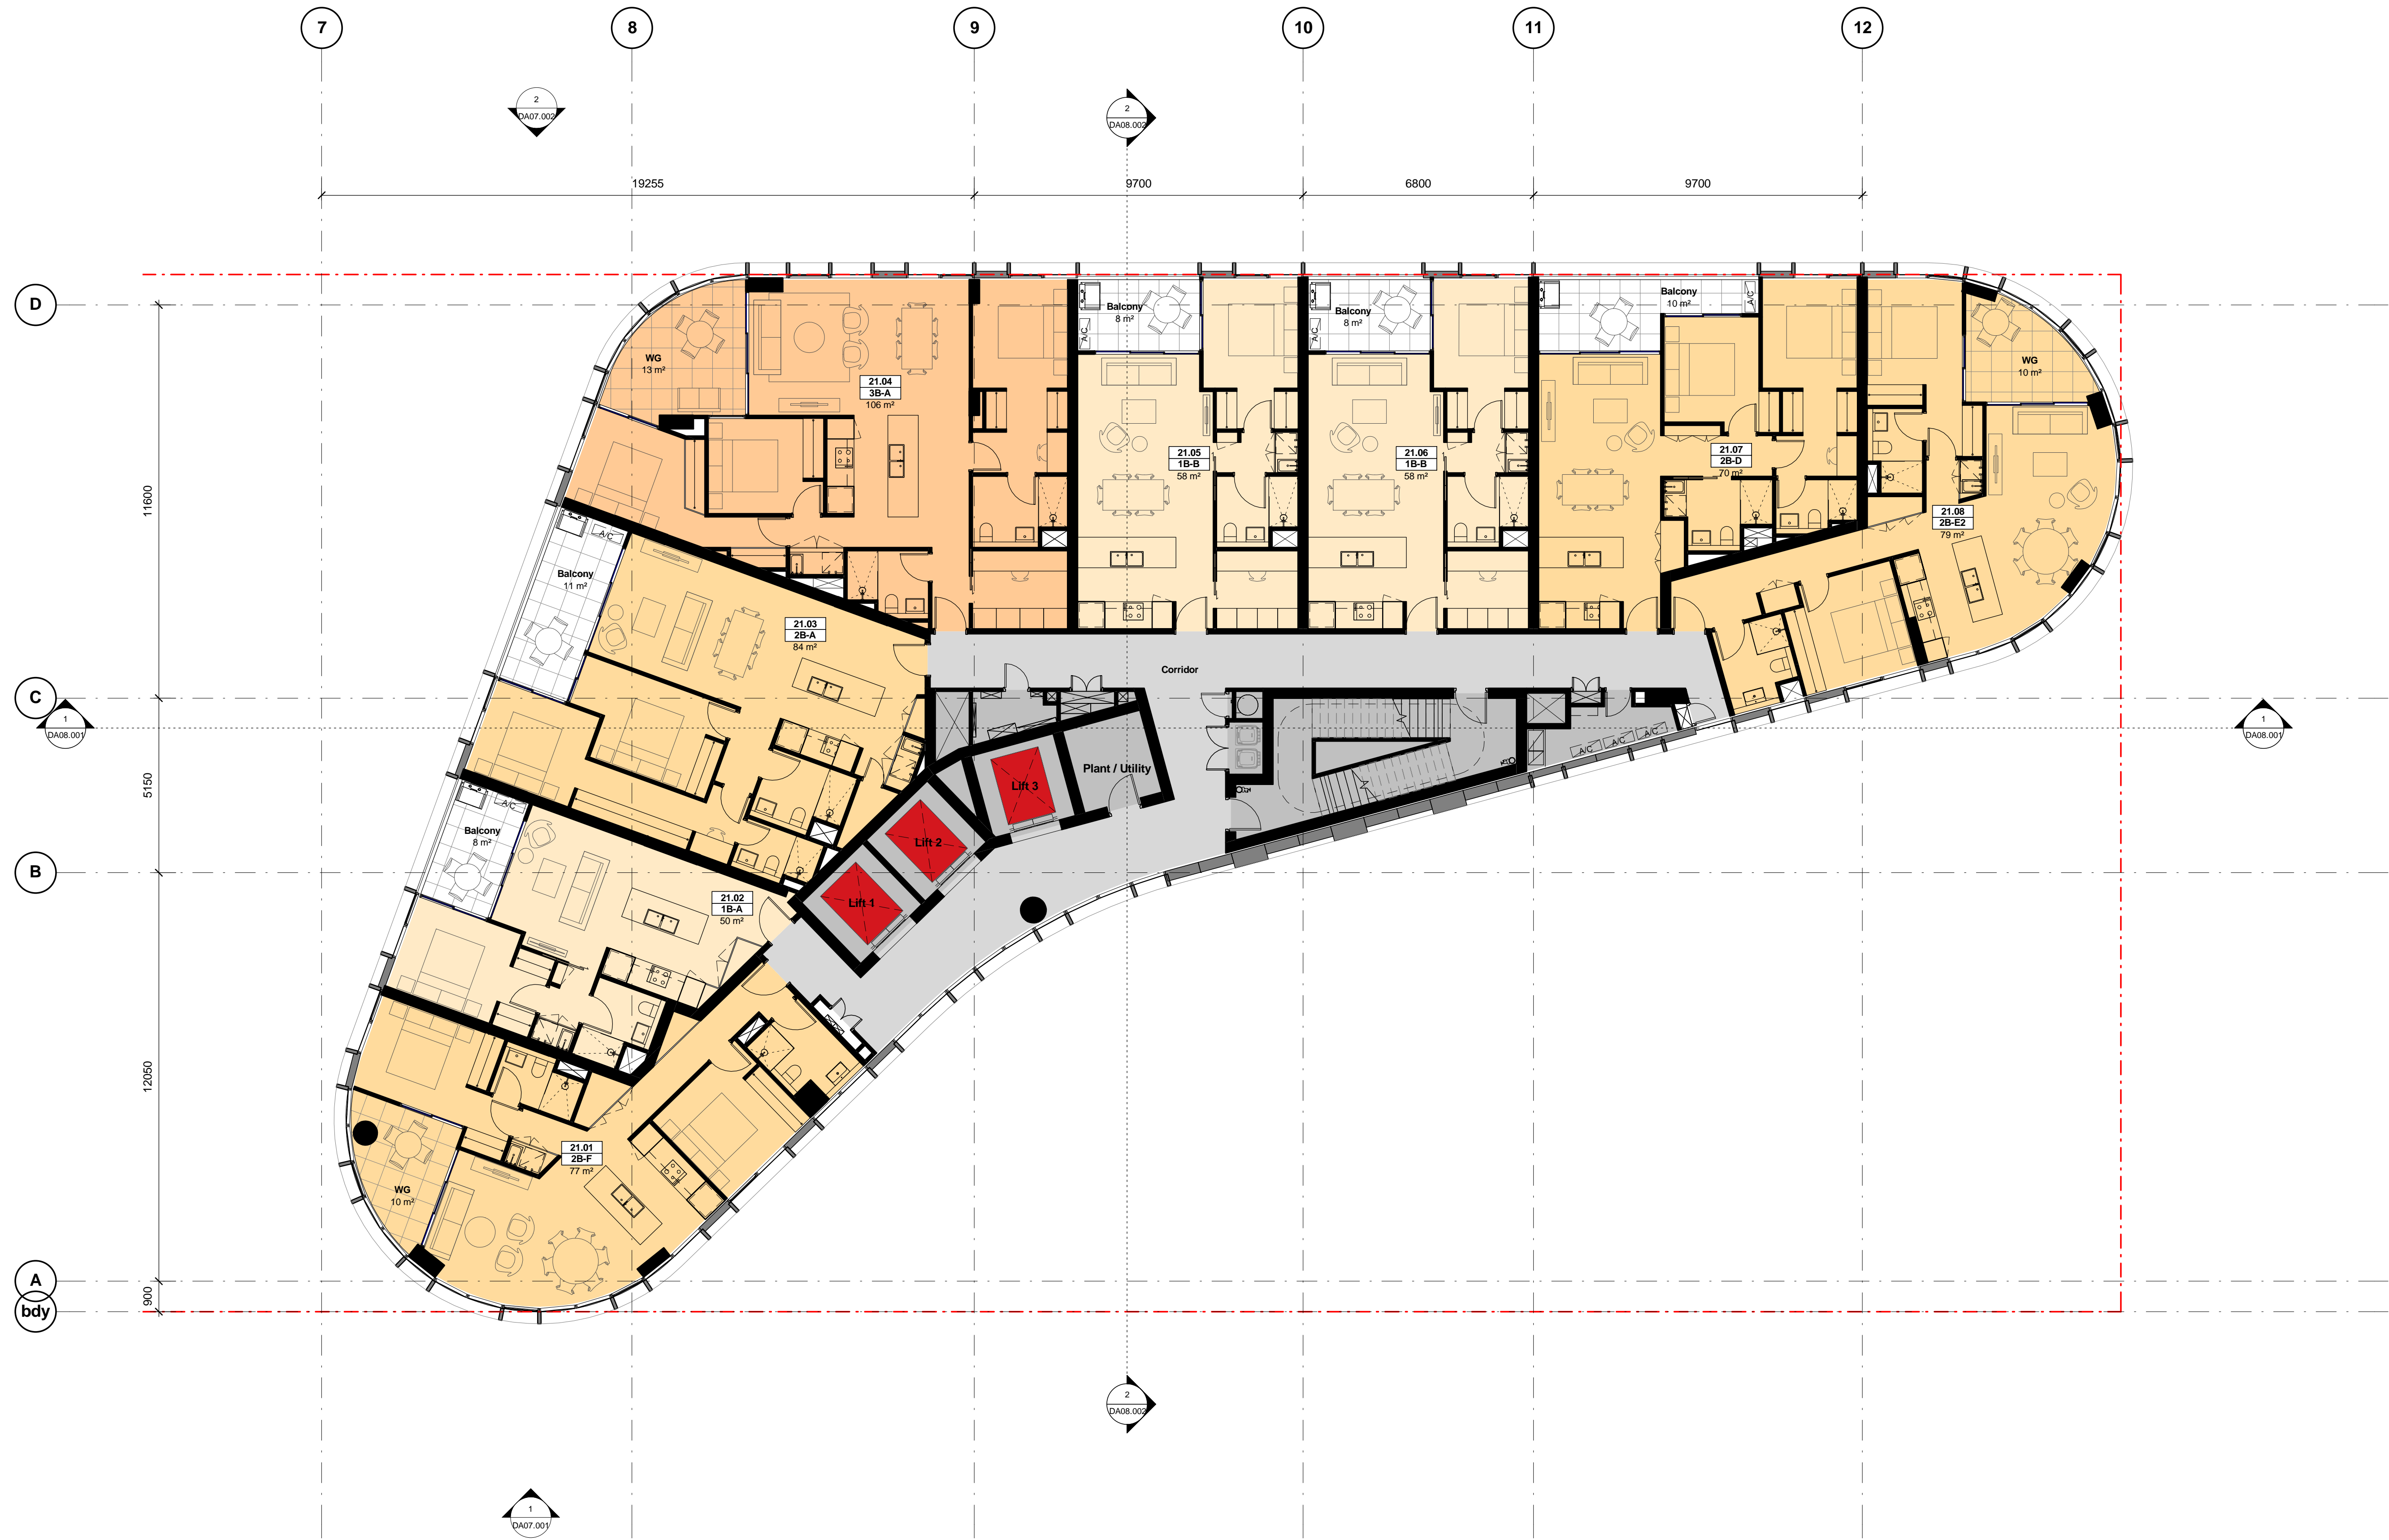 7
8
9
10
11
12
2
DA07.002
2
DA08.002
19255
9700
6800
9700
D
C
B
A
bdy
11600
5150
12050
900
1
DA08.001
1
DA08.001
WG
13 m²
21.04
3B-A
106 m²
Balcony
8 m²
A/C
21.05
1B-B
58 m²
Balcony
8 m²
A/C
21.06
1B-B
58 m²
Balcony
10 m²
A/C
21.07
2B-D
70 m²
WG
10 m²
21.08
2B-E2
79 m²
A/C
Balcony
11 m²
21.03
2B-A
84 m²
Corridor
Plant / Utility
Lift 3
Lift 2
Lift 1
A/C
A/C
A/C
A/C
Balcony
8 m²
21.02
1B-A
50 m²
21.01
2B-F
77 m²
WG
10 m²
2
DA08.002
1
DA07.001